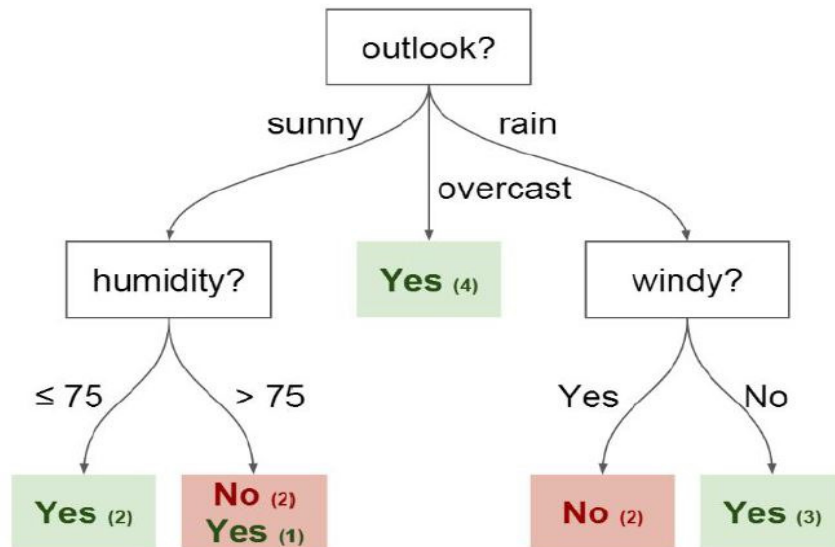 outlook?
sunny
rain
overcast
humidity?
Yes (4)
windy?
≤ 75
> 75
Yes
No
Yes (2)
No (2)
Yes (1)
No (2)
Yes (3)